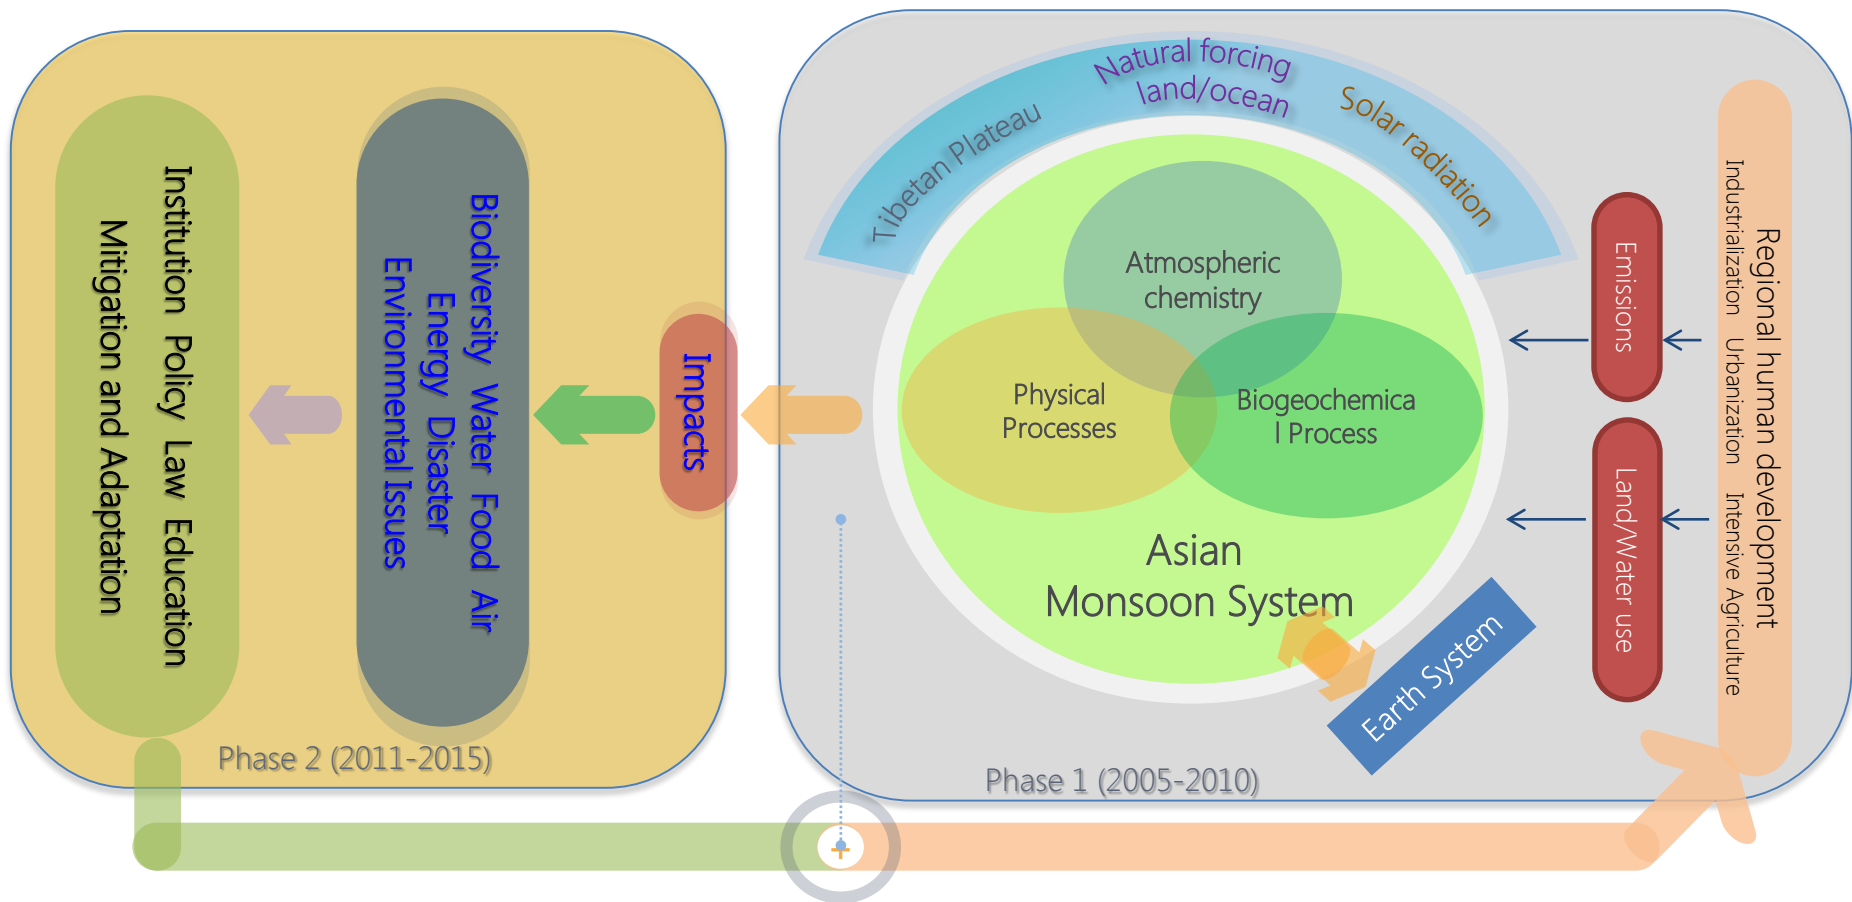 Natural forcing
land/ocean
Tibetan Plateau
Solar radiation
Atmospheric
chemistry
Physical
Processes
Biogeochemica
l Process
Asian
Monsoon System
Earth System
Emissions
Land/Water use
Regional human development
Industrialization Urbanization Intensive Agriculture
Phase 1 (2005-2010)
Impacts
Biodiversity Water Food Air
Energy Disaster
Environmental Issues
Institution Policy Law Education
Mitigation and Adaptation
Phase 2 (2011-2015)
+